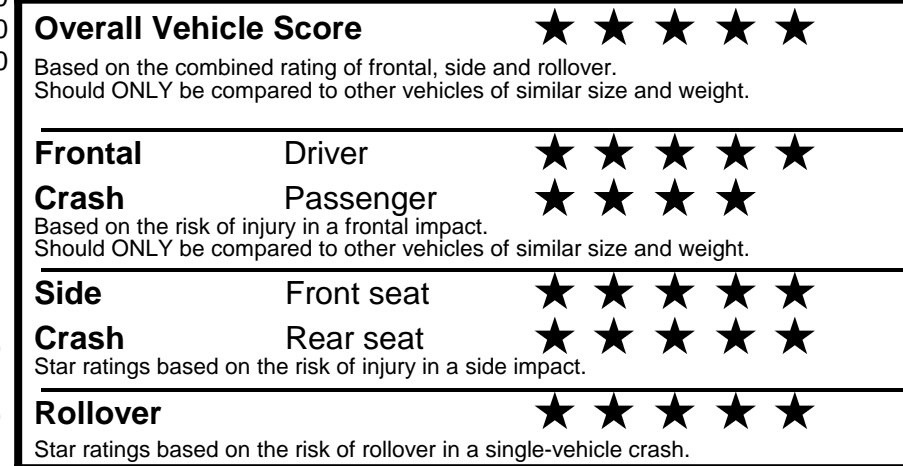 Overall Vehicle Score ★ ★ ★ ★ ★
Based on the combined rating of frontal, side and rollover.
Should ONLY be compared to other vehicles of similar size and weight.
Frontal Driver ★ ★ ★ ★ ★
Crash Passenger ★ ★ ★ ★
Based on the risk of injury in a frontal impact.
Should ONLY be compared to other vehicles of similar size and weight.
Side Front seat ★ ★ ★ ★ ★
Crash Rear seat ★ ★ ★ ★ ★
Star ratings based on the risk of injury in a side impact.
Rollover ★ ★ ★ ★ ★
Star ratings based on the risk of rollover in a single-vehicle crash.